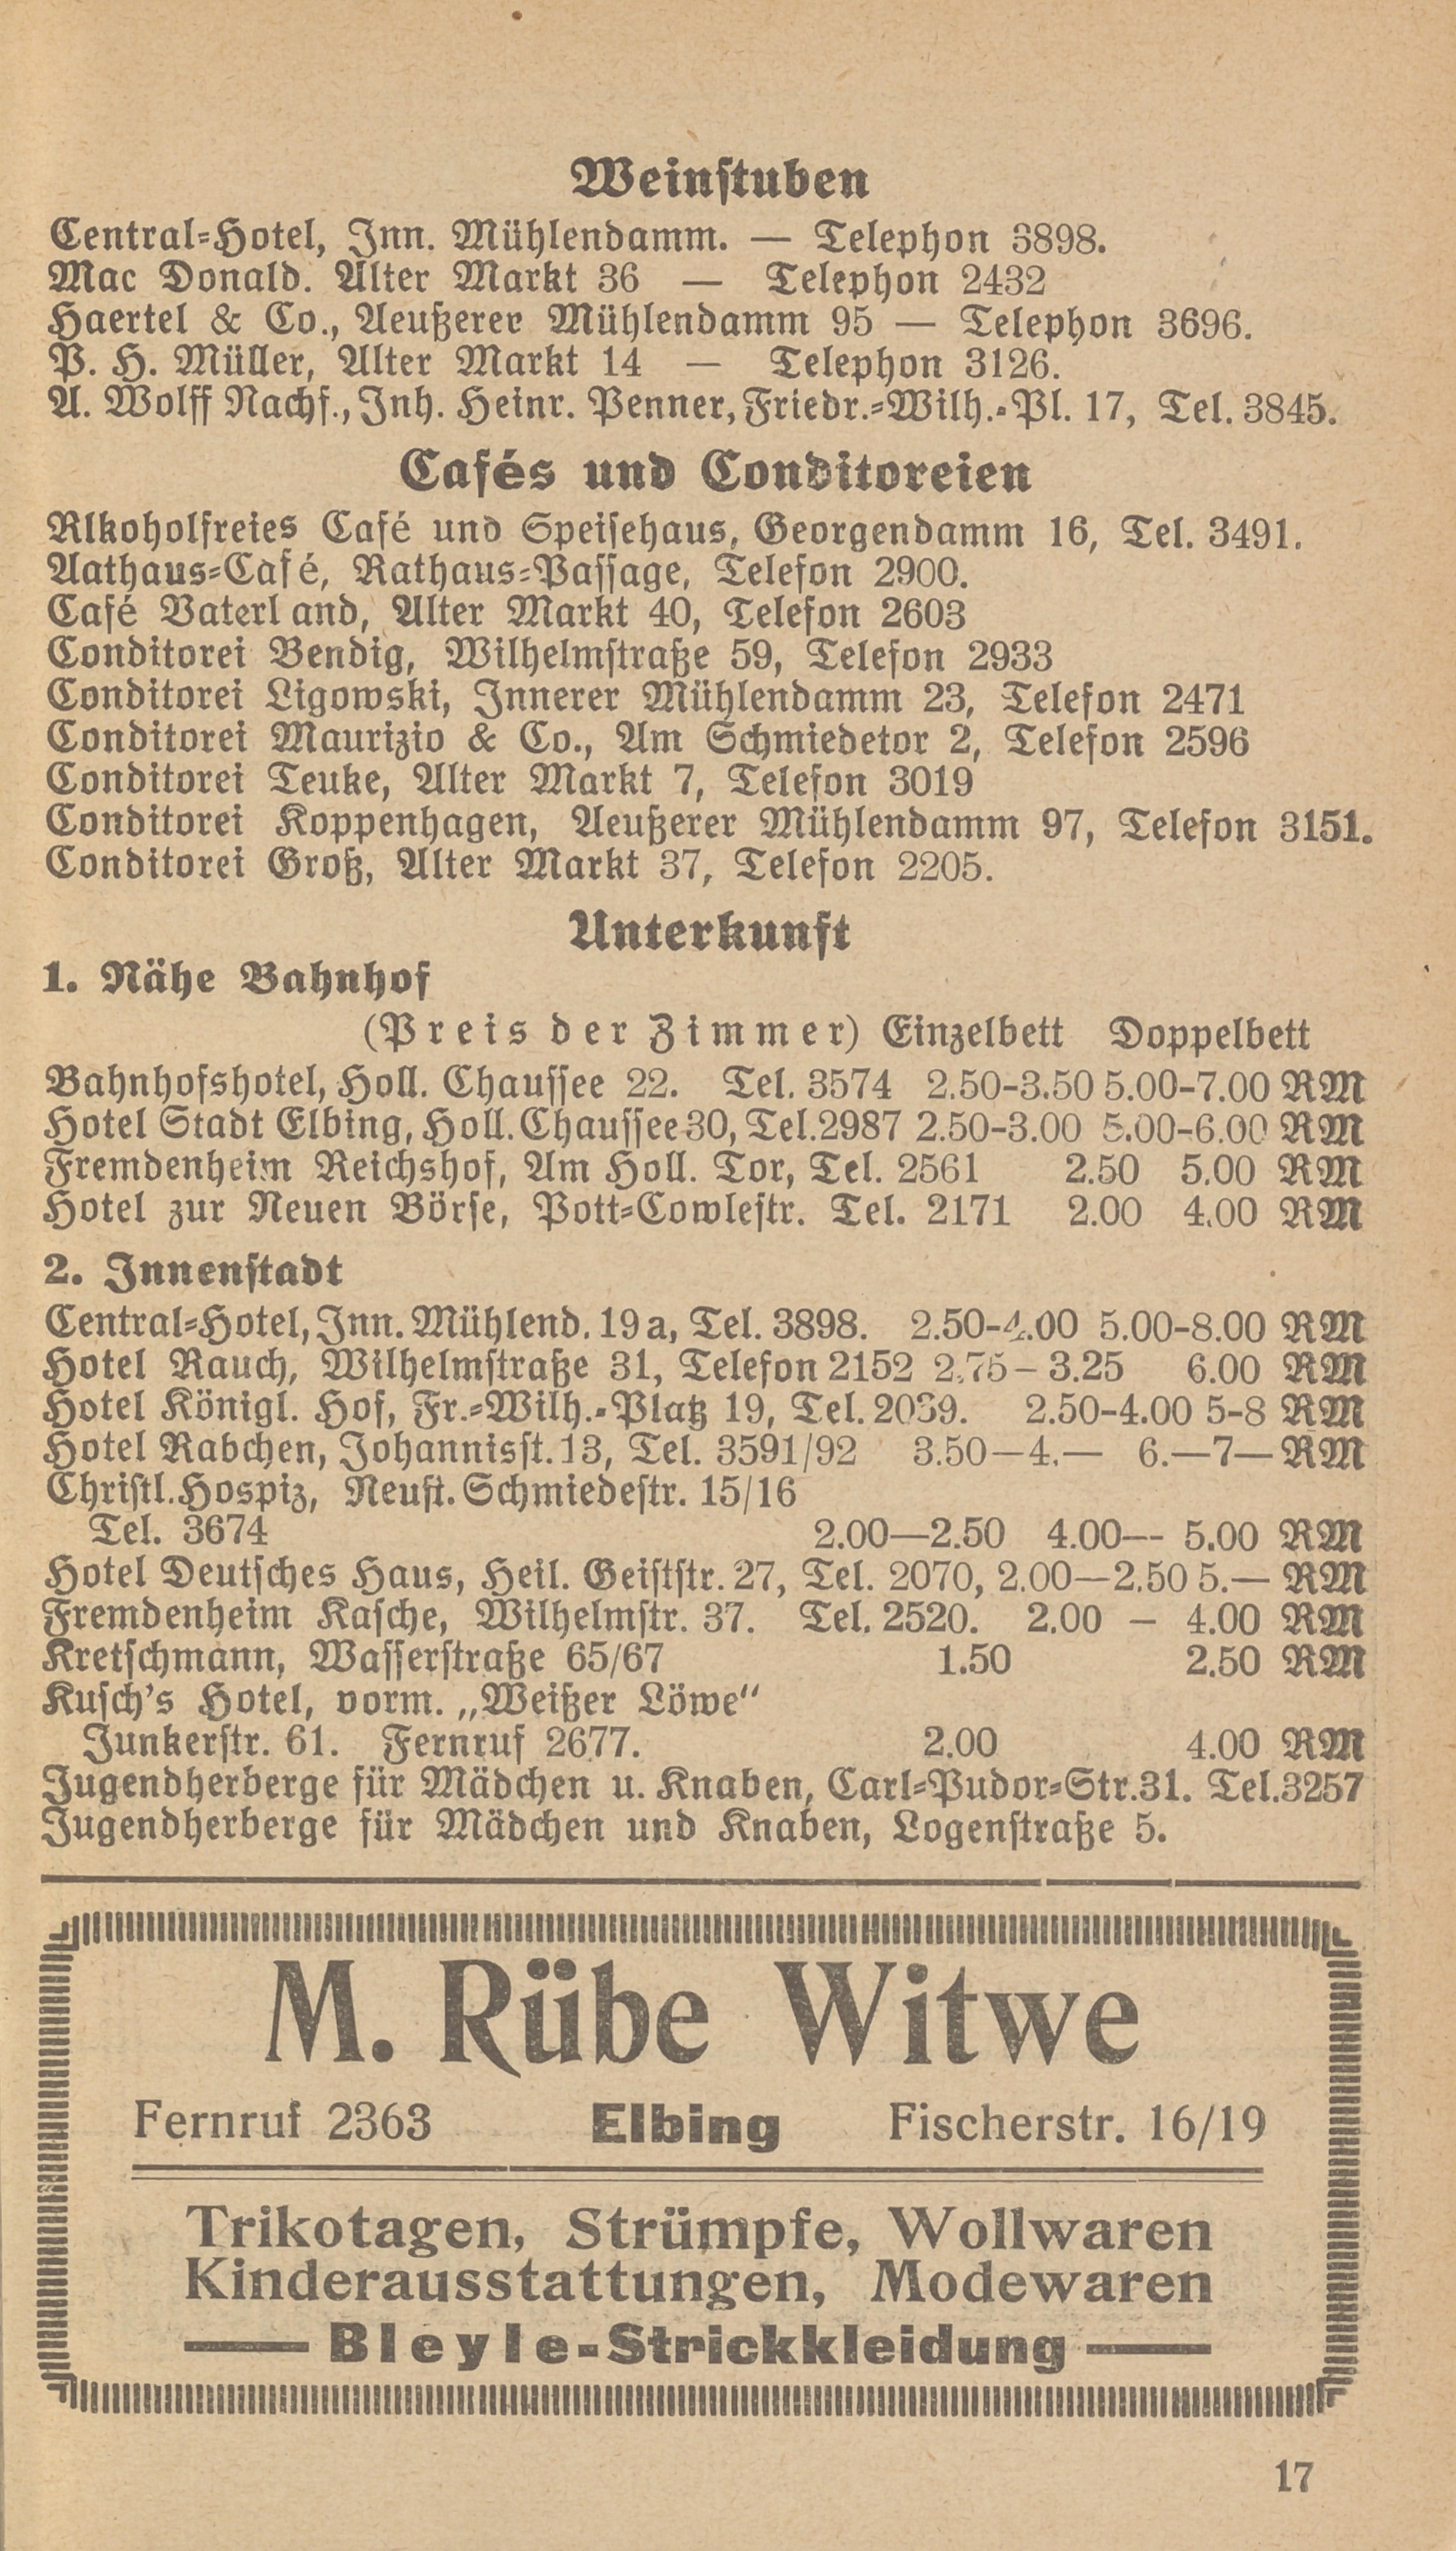 Weinstuben
Central-Hotel, Inn. Mühlendamm. — Telephon 3898.
Mac Donald. Alter Markt 36 — Telephon 2432
Haertel & Co., Aeußerer Mühlendamm 95 — Telephon 3696.
P. H. Müller, Alter Markt 14 — Telephon 3126.
A. Wolff Nachf., Inh. Heinr. Penner, Friedr.-Wilh.-Pl. 17, Tel. 3845.
Cafés und Conditoreien
Rlkoholfreies Café und Speisehaus, Georgendamm 16, Tel. 3491.
Aathaus-Café, Rathaus-Passage, Telefon 2900.
Café Vaterl and, Alter Markt 40, Telefon 2603
Conditorei Bendig, Wilhelmstraße 59, Telefon 2933
Conditorei Ligowski, Innerer Mühlendamm 23, Telefon 2471
Conditorei Maurizio & Co., Am Schmiedetor 2, Telefon 2596
Conditorei Teuke, Alter Markt 7, Telefon 3019
Conditorei Koppenhagen, Aeußerer Mühlendamm 97, Telefon 3151.
Conditorei Groß, Alter Markt 37, Telefon 2205.
Unterkunft
1. Nähe Bahnhof
(Preis der Zimmer) Einzelbett Doppelbett
Bahnhofshotel, Holl. Chaussee 22. Tel. 3574 2.50-3.50 5.00-7.00 RM
Hotel Stadt Elbing, Holl. Chaussee 30, Tel. 2987 2.50-3.00 5.00-6.00 RM
Fremdenheim Reichshof, Am Holl. Tor, Tel. 2561 2.50 5.00 RM
Hotel zur Neuen Börse, Pott-Cowlestr. Tel. 2171 2.00 4.00 RM
2. Innenstadt
Central-Hotel, Inn. Mühlend. 19a, Tel. 3898. 2.50-4.00 5.00-8.00 RM
Hotel Rauch, Wilhelmstraße 31, Telefon 2152 2.75 – 3.25 6.00 RM
Hotel Königl. Hof, Fr.-Wilh.-Platz 19, Tel. 2039. 2.50-4.00 5-8 RM
Hotel Rabchen, Johannisst. 13, Tel. 3591/92 3.50—4.— 6.—7— RM
Christl. Hospiz, Neust. Schmiedestr. 15/16
Tel. 3674 2.00—2.50 4.00—- 5.00 RM
Hotel Deutsches Haus, Heil. Geiststr. 27, Tel. 2070, 2.00—2.50 5.— RM
Fremdenheim Kasche, Wilhelmstr. 37. Tel. 2520. 2.00 – 4.00 RM
Kretschmann, Wasserstraße 65/67 1.50 2.50 RM
Kusch's Hotel, vorm. „Weißer Löwe“
Junkerstr. 61. Fernruf 2677. 2.00 4.00 RM
Jugendherberge für Mädchen u. Knaben, Carl-Pudor-Str. 31. Tel. 3257
Jugendherberge für Mädchen und Knaben, Logenstraße 5.
M. Rübe Witwe
Fernruf 2363 Elbing Fischerstr. 16/19
Trikotagen, Strümpfe, Wollwaren
Kinderausstattungen, Modewaren
— Bleyle-Strickkleidung —
17